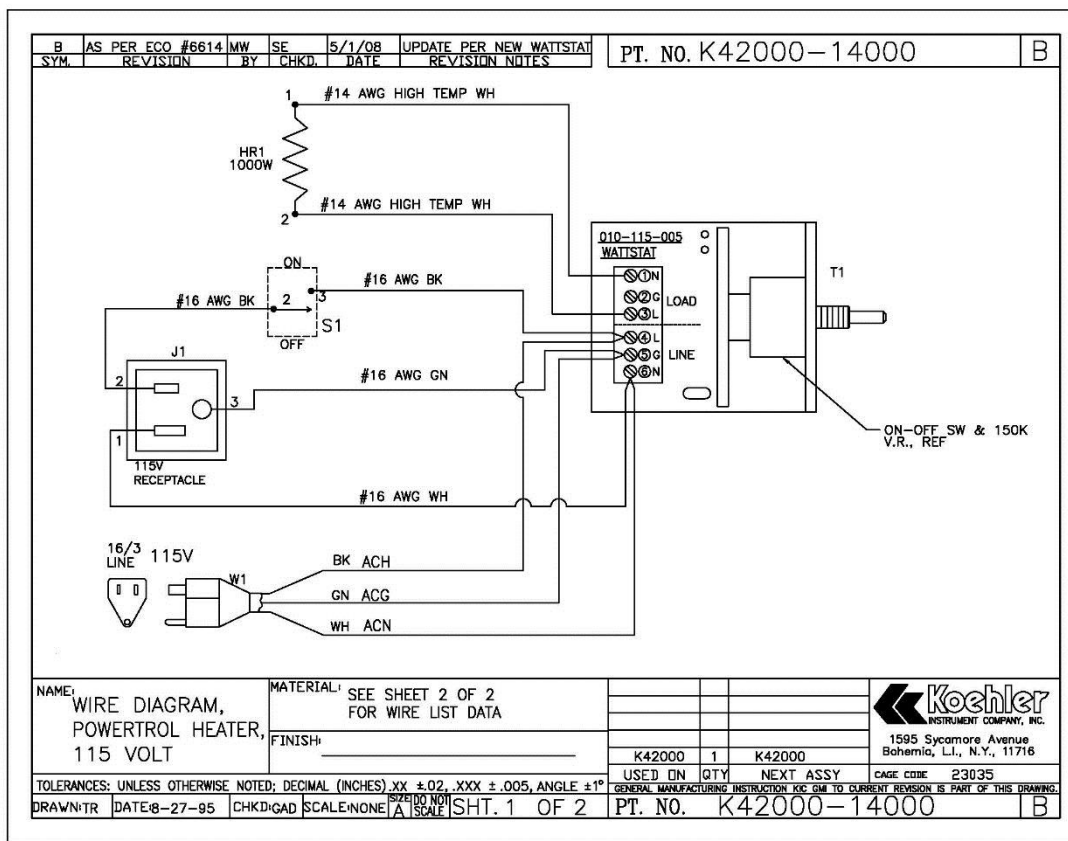 B AS PER ECO #6614 MW SE 5/1/08 UPDATE PER NEW WATTSTAT
SYM. REVISION BY CHKD. DATE REVISION NOTES
PT. NO. K42000-14000 B
1 #14 AWG HIGH TEMP WH
HR1
1000W
#14 AWG HIGH TEMP WH
2
010-115-005
WATTSTAT
T1
1 N
2 G LOAD
3 L
4 L
5 G LINE
6 N
ON
#16 AWG BK
#16 AWG BK 2 3
S1
OFF
J1
#16 AWG GN
2
3
1
115V
RECEPTACLE
ON-OFF SW & 150K
V.R., REF
#16 AWG WH
16/3
LINE 115V
W1
BK ACH
GN ACG
WH ACN
NAME:
WIRE DIAGRAM,
POWERTROL HEATER,
115 VOLT
MATERIAL: SEE SHEET 2 OF 2
FOR WIRE LIST DATA
FINISH:
K42000 1 K42000
USED ON QTY NEXT ASSY
Koehler
INSTRUMENT COMPANY, INC.
1595 Sycamore Avenue
Bohemia, L.I., N.Y., 11716
CAGE CODE 23035
TOLERANCES: UNLESS OTHERWISE NOTED; DECIMAL (INCHES) .XX ±.02, .XXX ±.005, ANGLE ±1°
GENERAL MANUFACTURING INSTRUCTION KIC GMI TO CURRENT REVISION IS PART OF THIS DRAWING.
DRAWN:TR DATE:8-27-95 CHKD:GAD SCALE:NONE SIZE A DO NOT SCALE SHT. 1 OF 2
PT. NO. K42000-14000 B